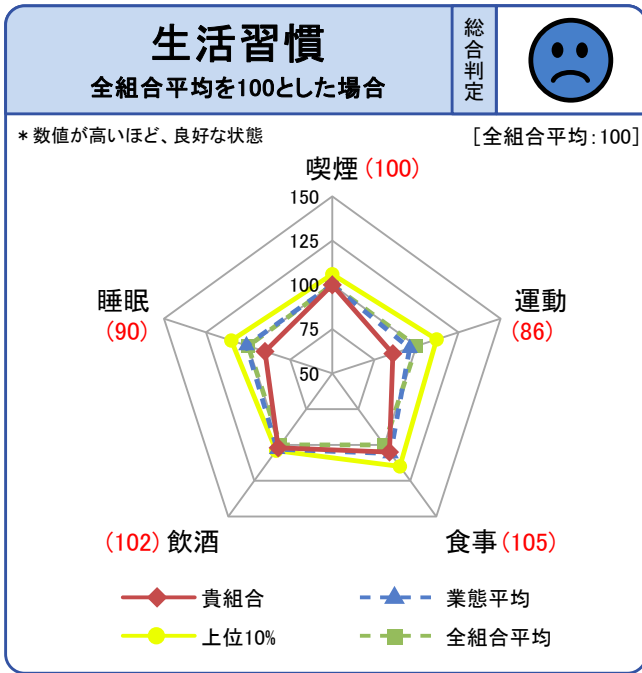 生活習慣
全組合平均を100とした場合
総合判定
*数値が高いほど、良好な状態
[全組合平均:100]
喫煙(100)
150
125
100
75
50
睡眠
(90)
運動
(86)
(102)飲酒
食事(105)
貴組合
業態平均
上位10%
全組合平均